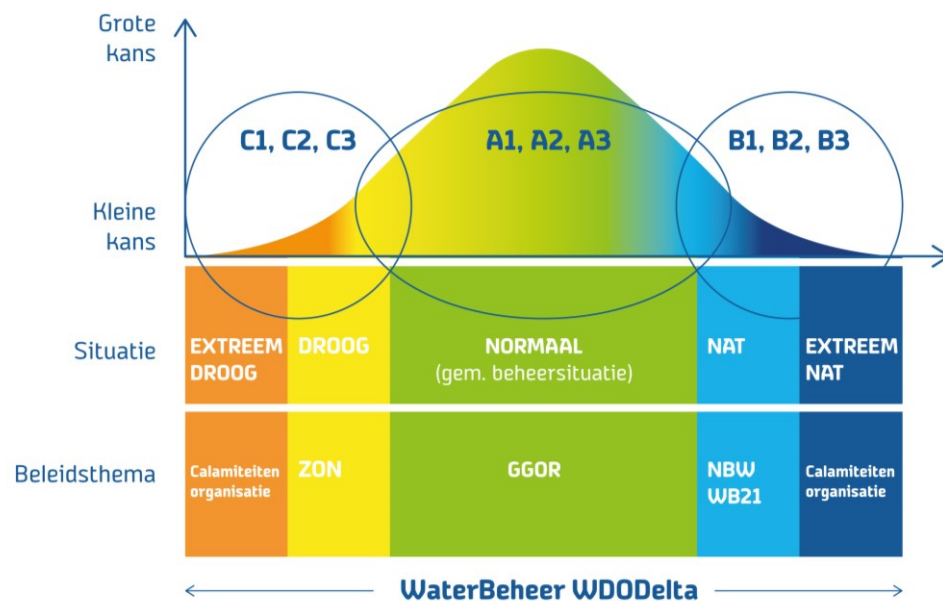 Grote
kans
C1, C2, C3
A1, A2, A3
B1, B2, B3
Kleine
kans
Situatie
EXTREEM
DROOG
DROOG
NORMAAL
(gem. beheersituatie)
NAT
EXTREEM
NAT
Beleidsthema
Calamiteiten
organisatie
ZON
GGOR
NBW
WB21
Calamiteiten
organisatie
WaterBeheer WDODelta